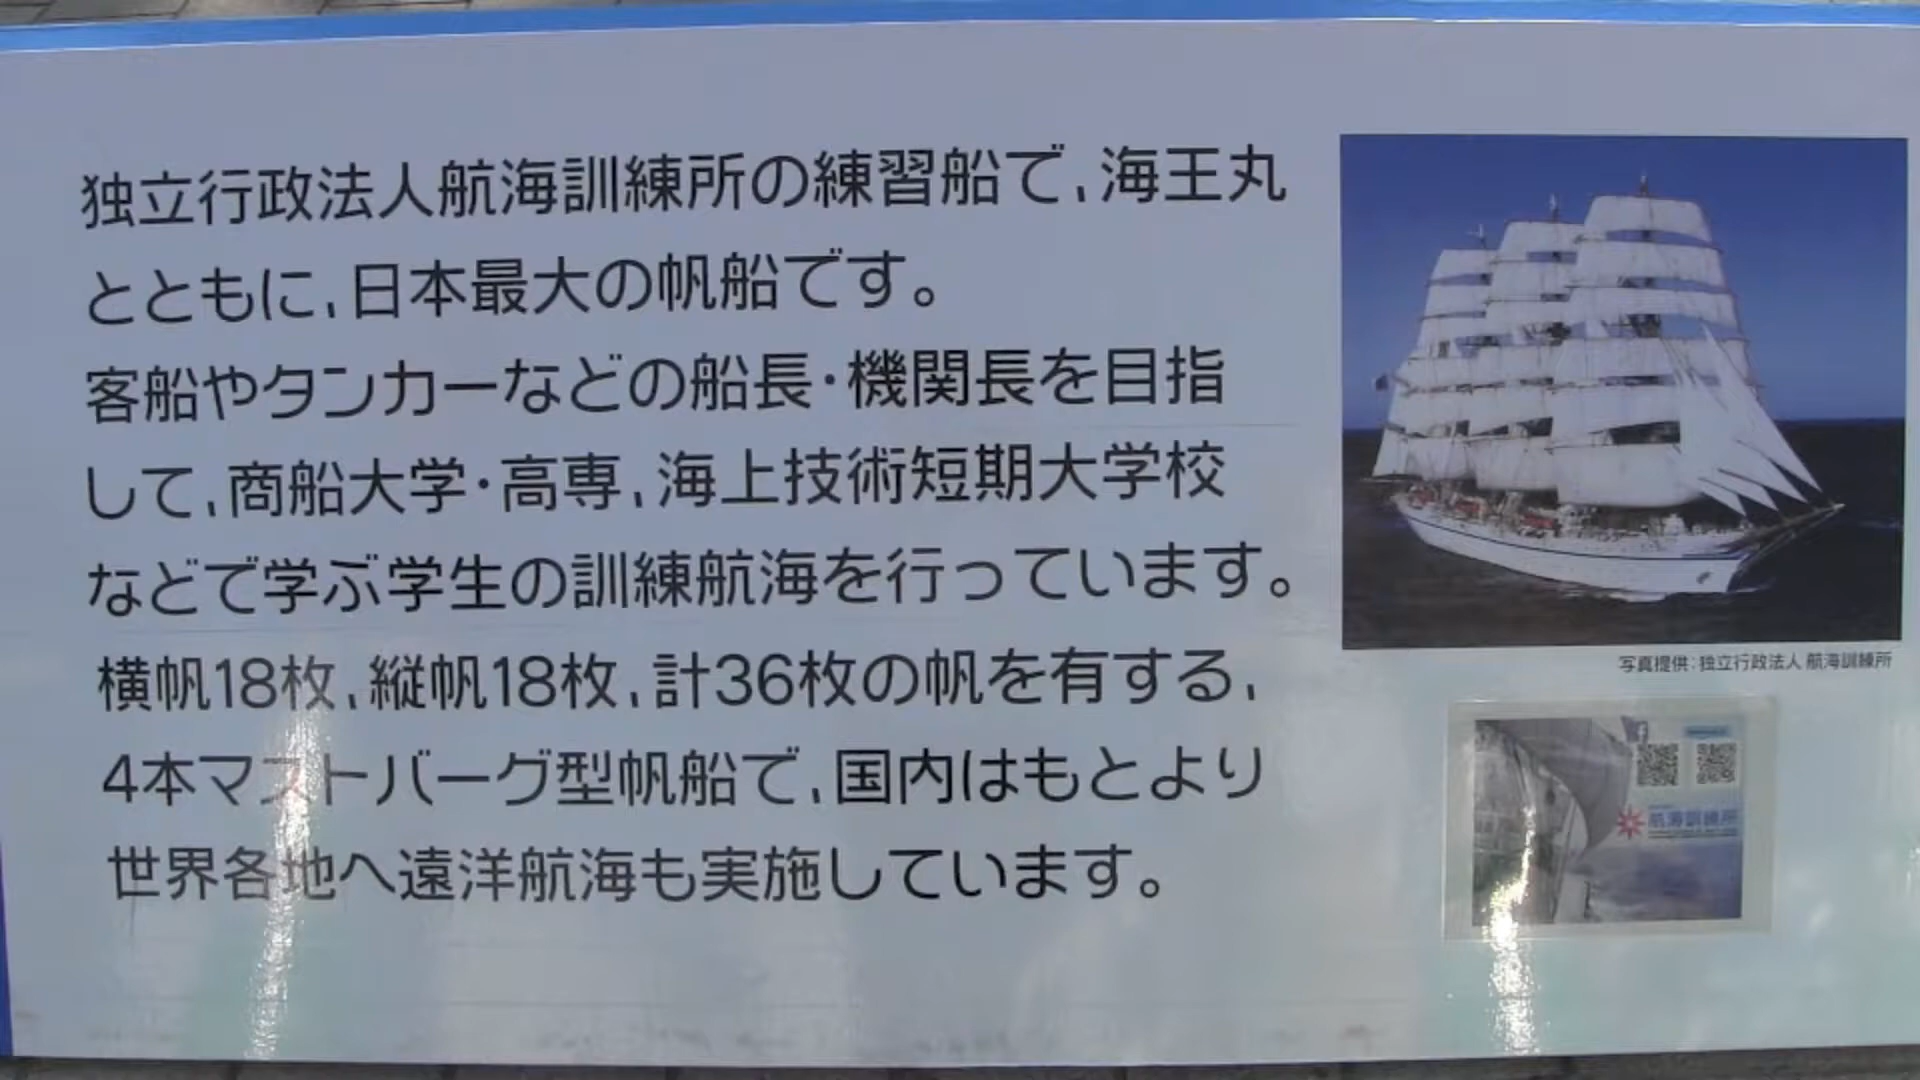 独立行政法人航海訓練所の練習船で、海王丸
とともに、日本最大の帆船です。
客船やタンカーなどの船長・機関長を目指
して、商船大学・高専、海上技術短期大学校
などで学ぶ学生の訓練航海を行っています。
横帆18枚、縦帆18枚、計36枚の帆を有する、
4本マストバーグ型帆船で、国内はもとより
世界各地へ遠洋航海も実施しています。
写真提供：独立行政法人 航海訓練所
航海訓練所